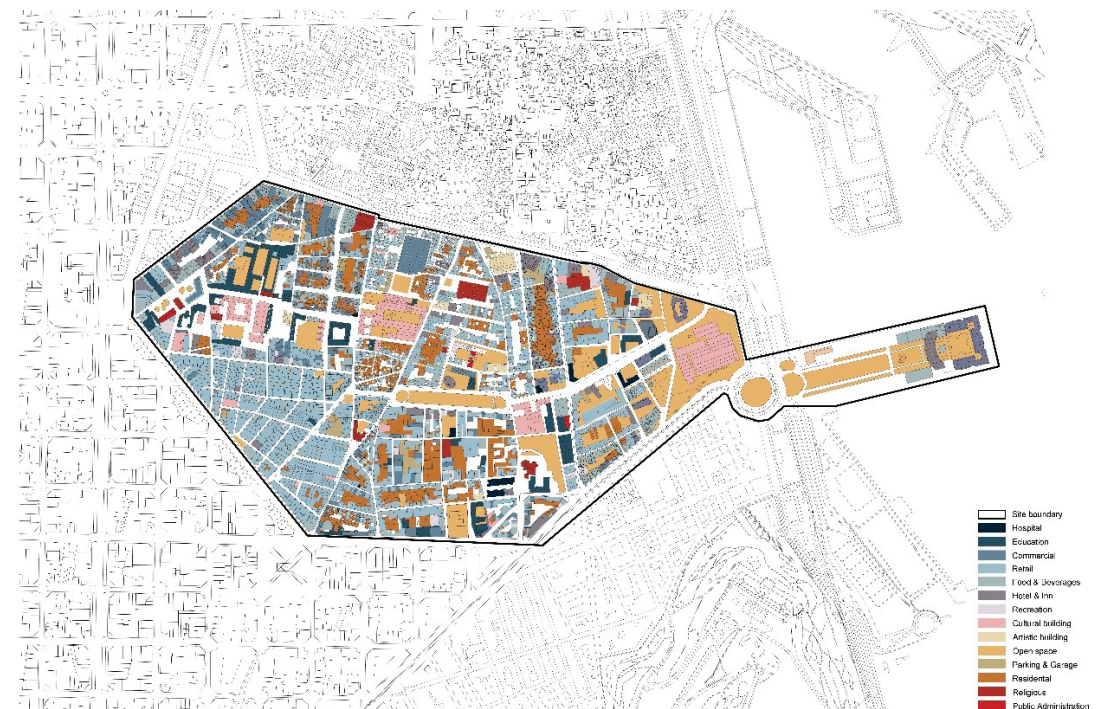 Site boundary
Hospital
Education
Commercial
Retail
Food & Beverages
Hotel & Inn
Recreation
Cultural building
Artistic building
Open space
Parking & Garage
Residental
Religious
Public Administration